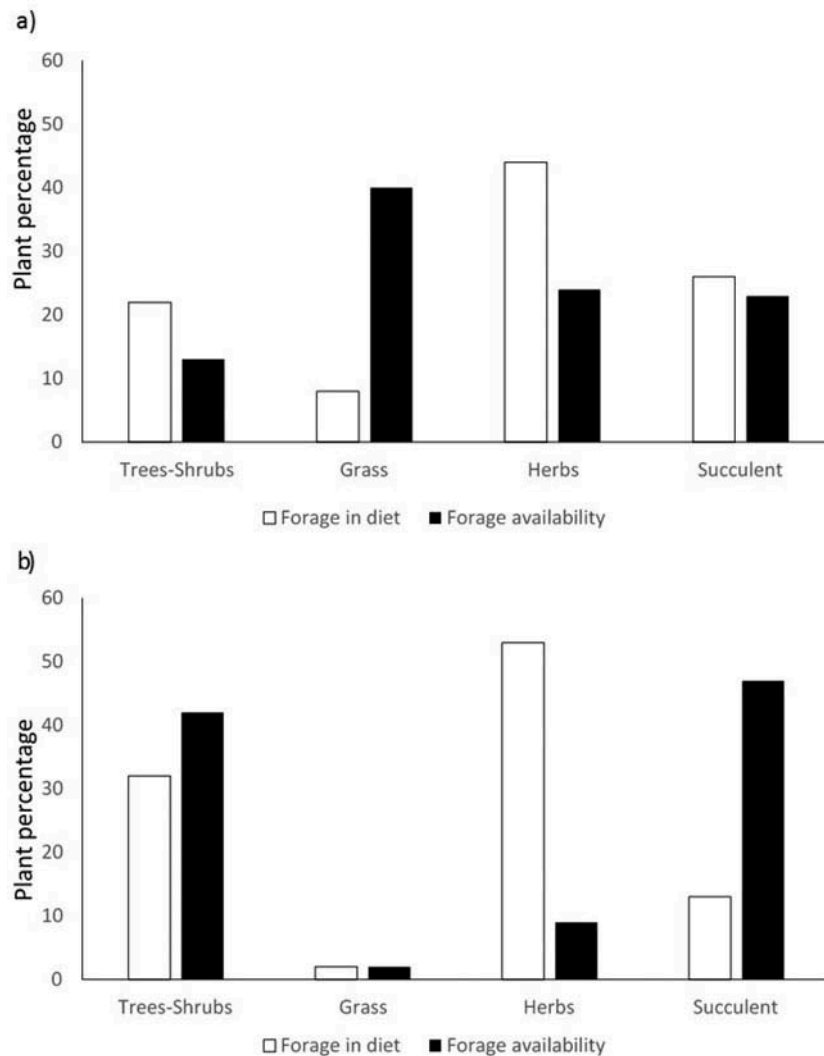 a)
Plant percentage
60
50
40
30
20
10
0
Trees-Shrubs Grass Herbs Succulent
Forage in diet Forage availability
b)
Plant percentage
60
50
40
30
20
10
0
Trees-Shrubs Grass Herbs Succulent
Forage in diet Forage availability